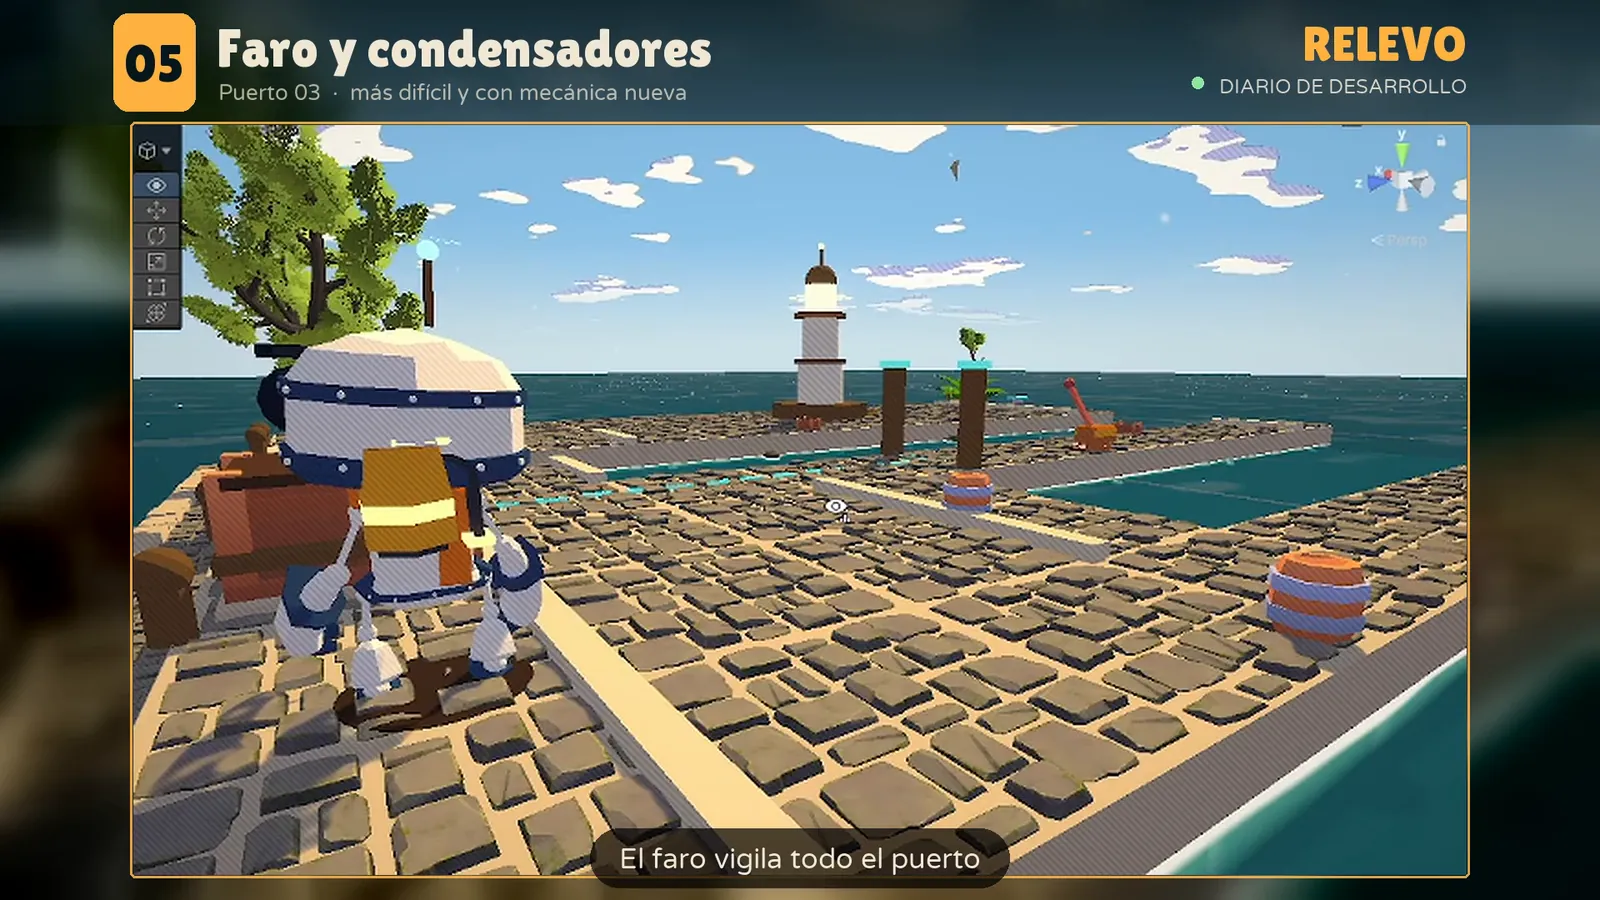 05
Faro y condensadores
Puerto 03 · más difícil y con mecánica nueva
RELEVO
DIARIO DE DESARROLLO
y
x
z
Persp
El faro vigila todo el puerto